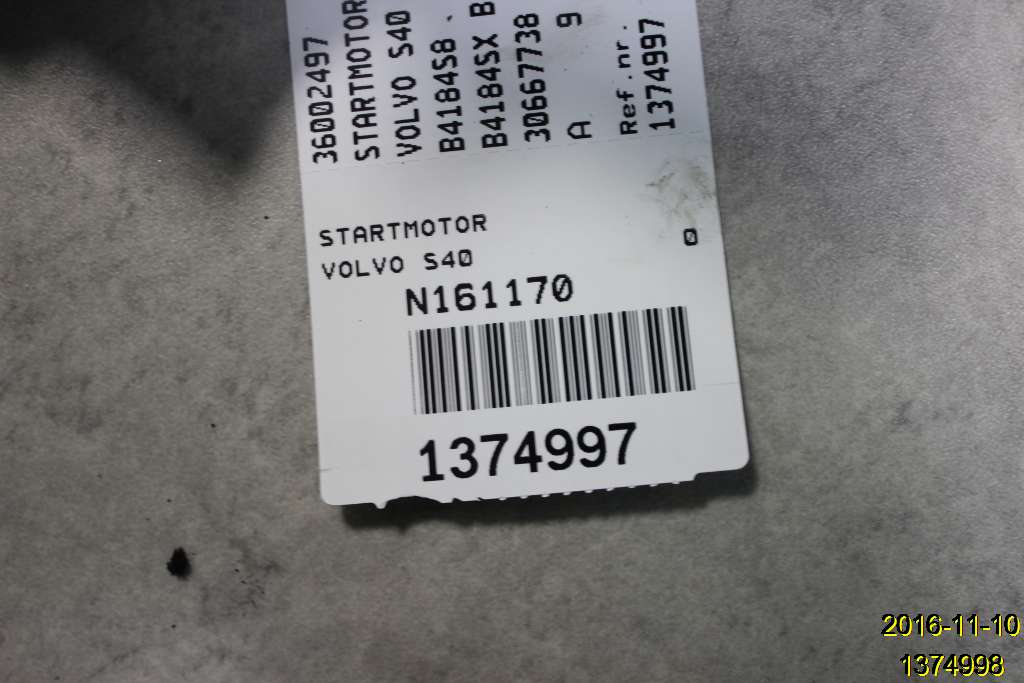 36002497
STARTMOTOR
VOLVO S40
B4184S8 .
B4184SX B
30667738
A 9
Ref.nr.
1374997
STARTMOTOR
VOLVO S40 0
N161170
1374997
2016-11-10
1374998